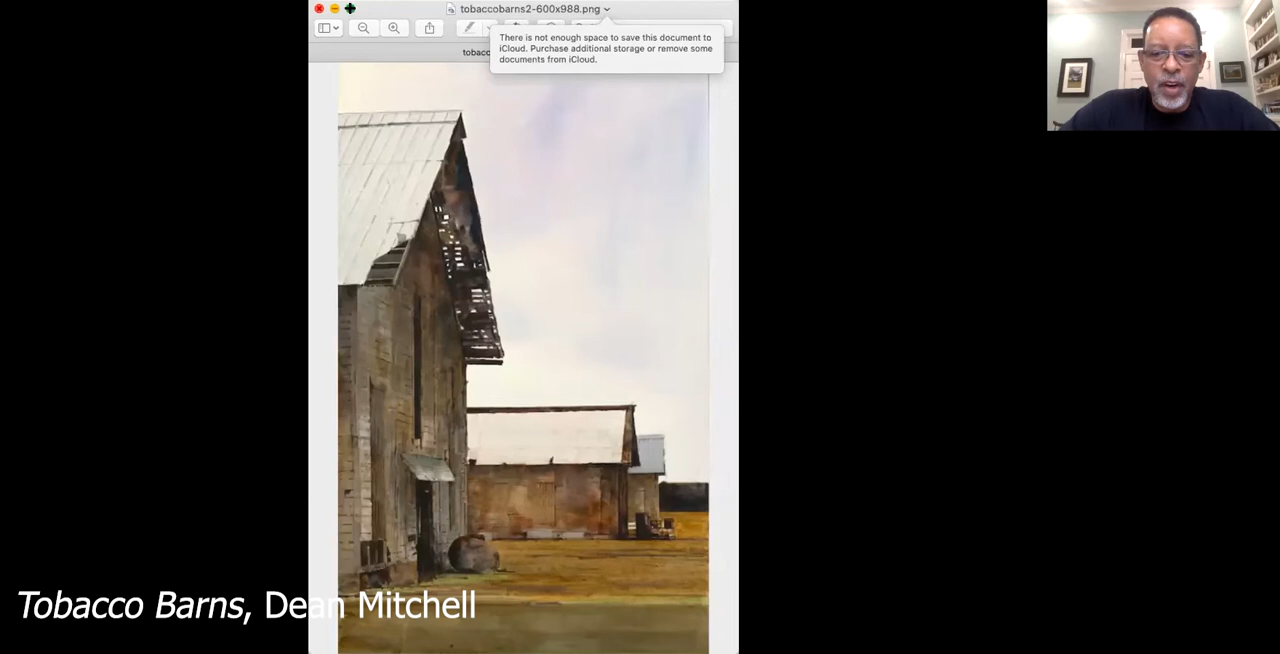 tobaccobarns2-600x988.png
There is not enough space to save this document to
iCloud. Purchase additional storage or remove some
documents from iCloud.
Tobacco Barns, Dean Mitchell